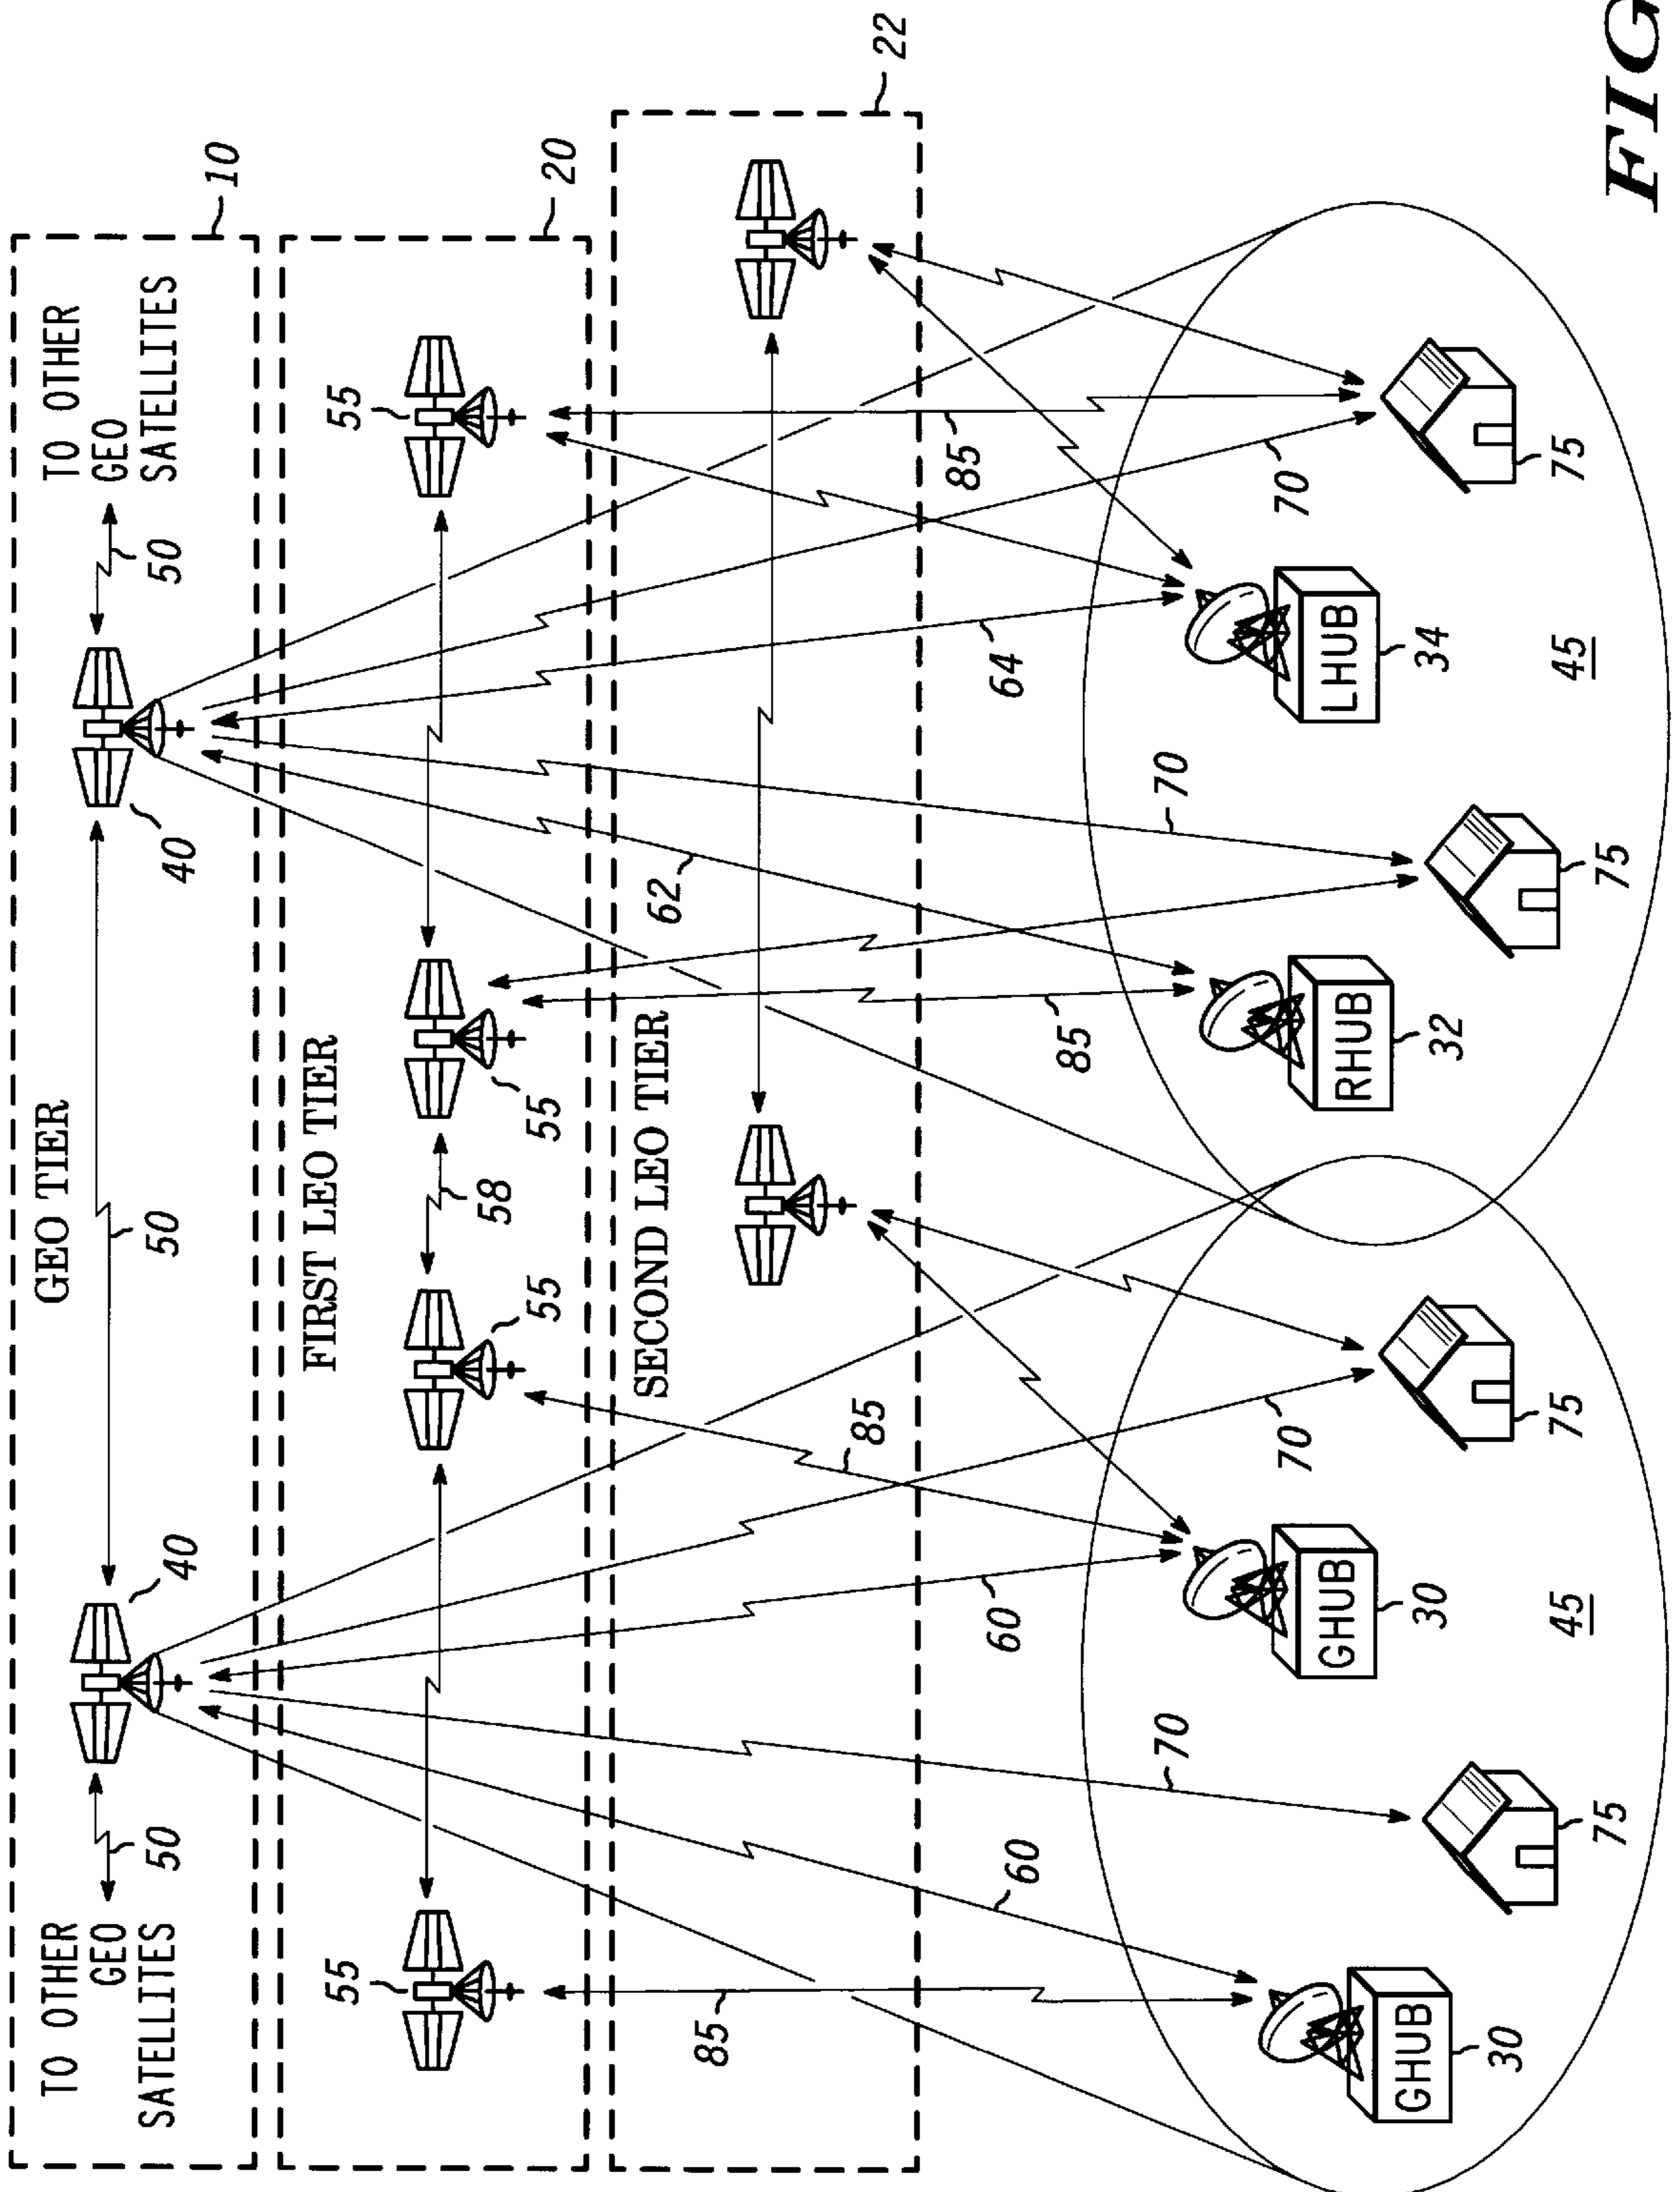 TO OTHER
GEO
SATELLITES
50
40
GEO TIER
50
40
50
TO OTHER
GEO
SATELLITES
10
55
FIRST LEO TIER
55
58
55
55
20
SECOND LEO TIER
22
85
85
62
85
85
60
60
64
70
70
70
70
GHUB
30
75
GHUB
30
45
75
RHUB
32
75
LHUB
34
45
75
FIG